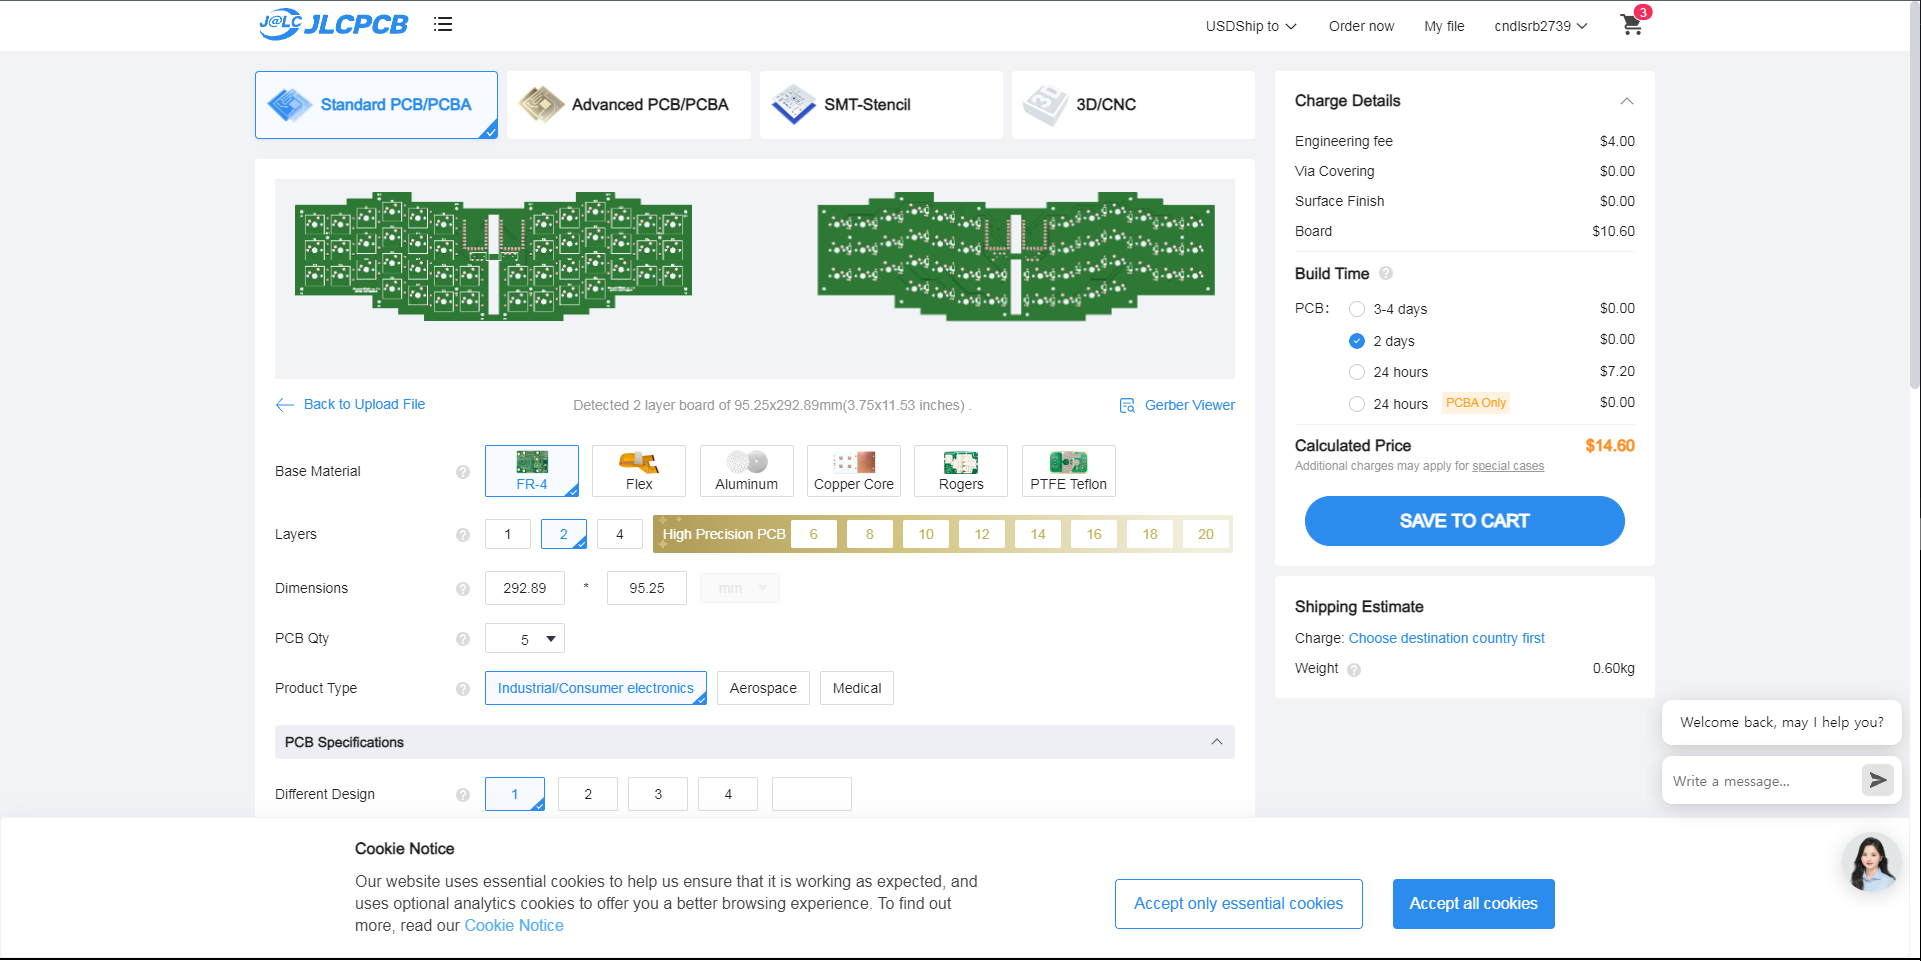 J@LC JLCPCB
USDShip to
Order now
My file
cndlsrb2739
3
Standard PCB/PCBA
Advanced PCB/PCBA
SMT-Stencil
3D/CNC
Back to Upload File
Detected 2 layer board of 95.25x292.89mm(3.75x11.53 inches) .
Gerber Viewer
Base Material
FR-4
Flex
Aluminum
Copper Core
Rogers
PTFE Teflon
Layers
1
2
4
High Precision PCB
6
8
10
12
14
16
18
20
Dimensions
292.89
*
95.25
mm
PCB Qty
5
Product Type
Industrial/Consumer electronics
Aerospace
Medical
PCB Specifications
Different Design
1
2
3
4
Charge Details
Engineering fee $4.00
Via Covering $0.00
Surface Finish $0.00
Board $10.60
Build Time
PCB: 3-4 days $0.00
2 days $0.00
24 hours $7.20
24 hours PCBA Only $0.00
Calculated Price $14.60
Additional charges may apply for special cases
SAVE TO CART
Shipping Estimate
Charge: Choose destination country first
Weight 0.60kg
Welcome back, may I help you?
Write a message...
Cookie Notice
Our website uses essential cookies to help us ensure that it is working as expected, and
uses optional analytics cookies to offer you a better browsing experience. To find out
more, read our Cookie Notice
Accept only essential cookies
Accept all cookies